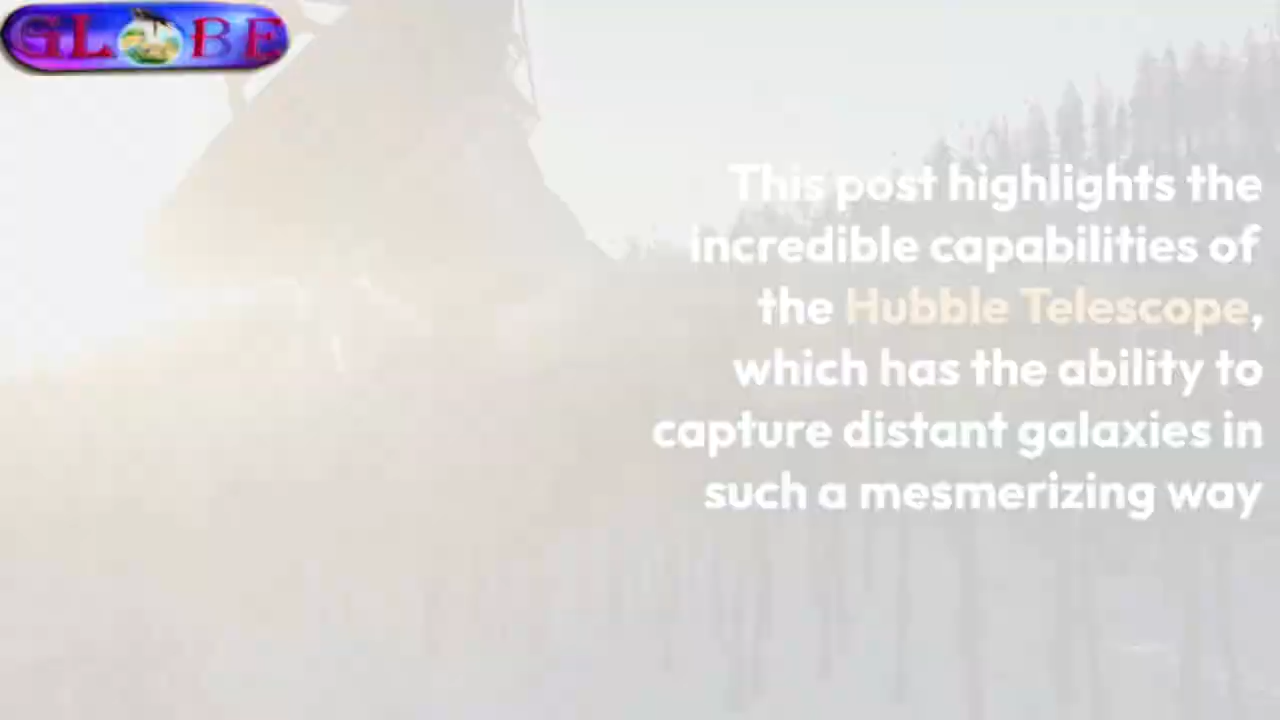 GLOBE
This post highlights the
incredible capabilities of
the Hubble Telescope,
which has the ability to
capture distant galaxies in
such a mesmerizing way